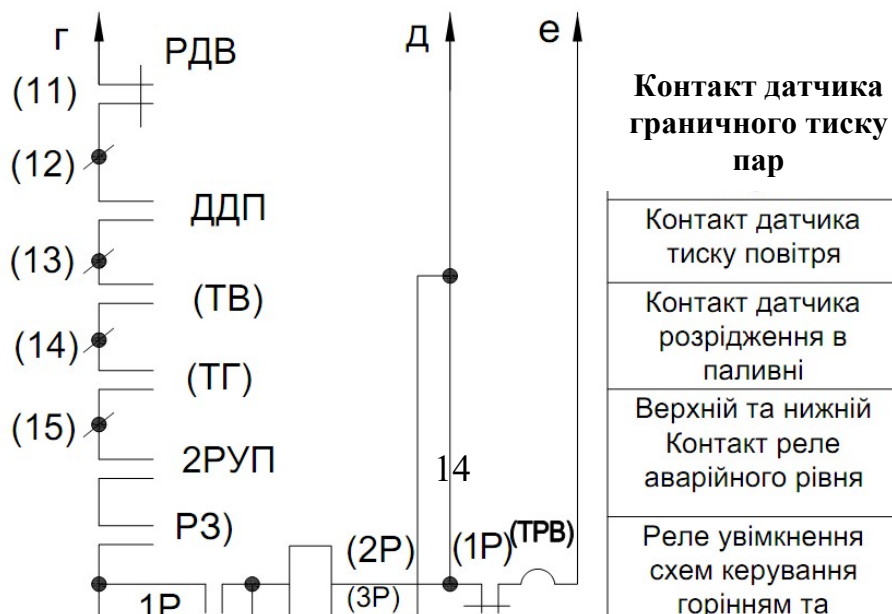 г
д
е
РДВ
(11)
(12)
ДДП
(13)
(ТВ)
(14)
(ТГ)
(15)
2РУП
14
РЗ)
(2Р)
(1Р)
(ТРВ)
1Р
(3Р)
Контакт датчика
граничного тиску
пар
Контакт датчика
тиску повітря
Контакт датчика
розрідження в
паливні
Верхній та нижній
Контакт реле
аварійного рівня
Реле увімкнення
схем керування
горінням та